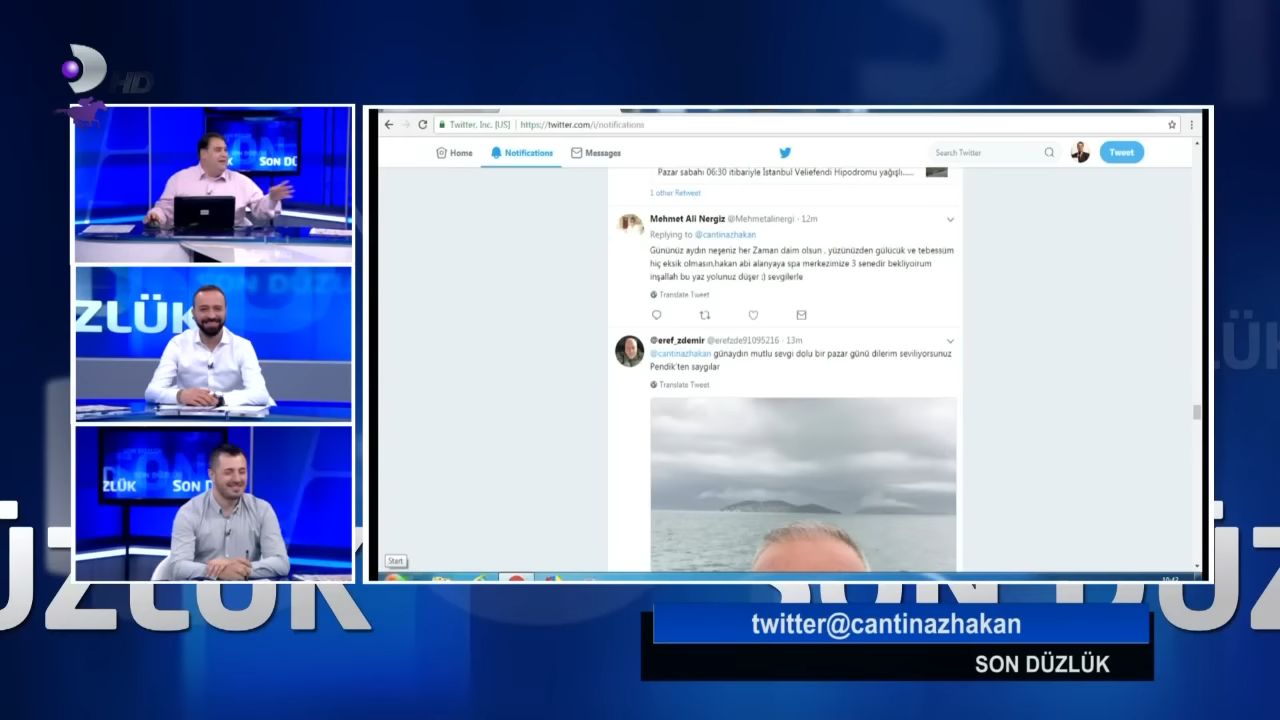 HD
SON DÜ
ZLÜK
SON DÜZLÜK
ZLÜK
SON D
Twitter, Inc. [US] | https://twitter.com/i/notifications
Home
Notifications
Messages
Search Twitter
Tweet
Pazar sabahı 06:30 itibariyle İstanbul Veliefendi Hipodromu yağışlı.....
1 other Retweet
Mehmet Ali Nergiz @Mehmetalinergi · 12m
Replying to @cantinazhakan
Gününüz aydın neşeniz her Zaman daim olsun . yüzünüzden gülücük ve tebessüm
hiç eksik olmasın.hakan abi alanyaya spa merkezimize 3 senedir bekliyoirum
inşallah bu yaz yolunuz düşer :) sevgilerle
Translate Tweet
@eref_zdemir @erefzde91095216 · 13m
@cantinazhakan günaydın mutlu sevgi dolu bir pazar günü dilerim seviliyorsunuz
Pendik'ten saygılar
Translate Tweet
Start
10:42
ÜZLÜK
SON DÜZ
twitter@cantinazhakan
SON DÜZLÜK